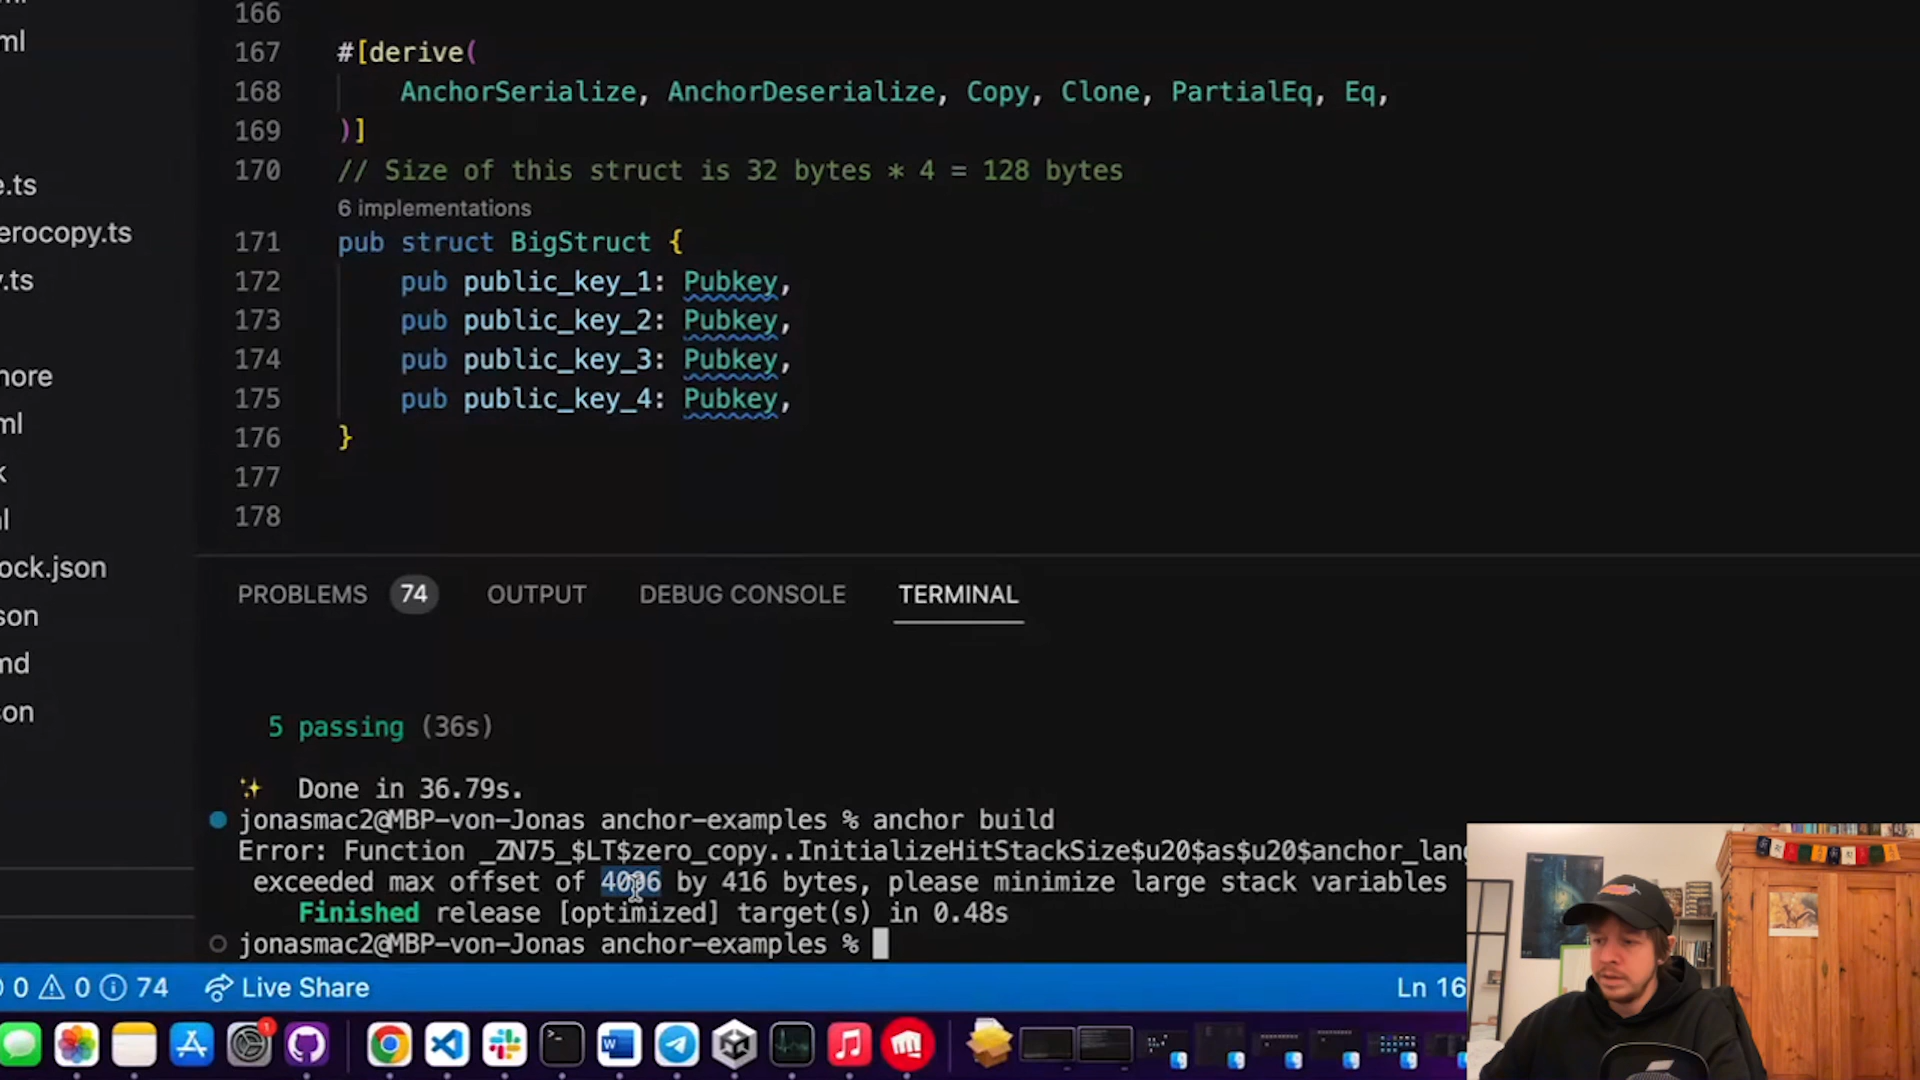 166
ml
167 #[derive(
168 AnchorSerialize, AnchorDeserialize, Copy, Clone, PartialEq, Eq,
169 )]
170 // Size of this struct is 32 bytes * 4 = 128 bytes
e.ts
6 implementations
erocopy.ts
171 pub struct BigStruct {
172 pub public_key_1: Pubkey,
.ts
173 pub public_key_2: Pubkey,
174 pub public_key_3: Pubkey,
nore
175 pub public_key_4: Pubkey,
ml
176 }
k
177
l
178
ock.json
PROBLEMS 74 OUTPUT DEBUG CONSOLE TERMINAL
son
md
on
5 passing (36s)
✨ Done in 36.79s.
jonasmac2@MBP-von-Jonas anchor-examples % anchor build
Error: Function _ZN75_$LT$zero_copy..InitializeHitStackSize$u20$as$u20$anchor_lan
exceeded max offset of 4096 by 416 bytes, please minimize large stack variables
Finished release [optimized] target(s) in 0.48s
jonasmac2@MBP-von-Jonas anchor-examples %
0 0 74 Live Share Ln 16
1